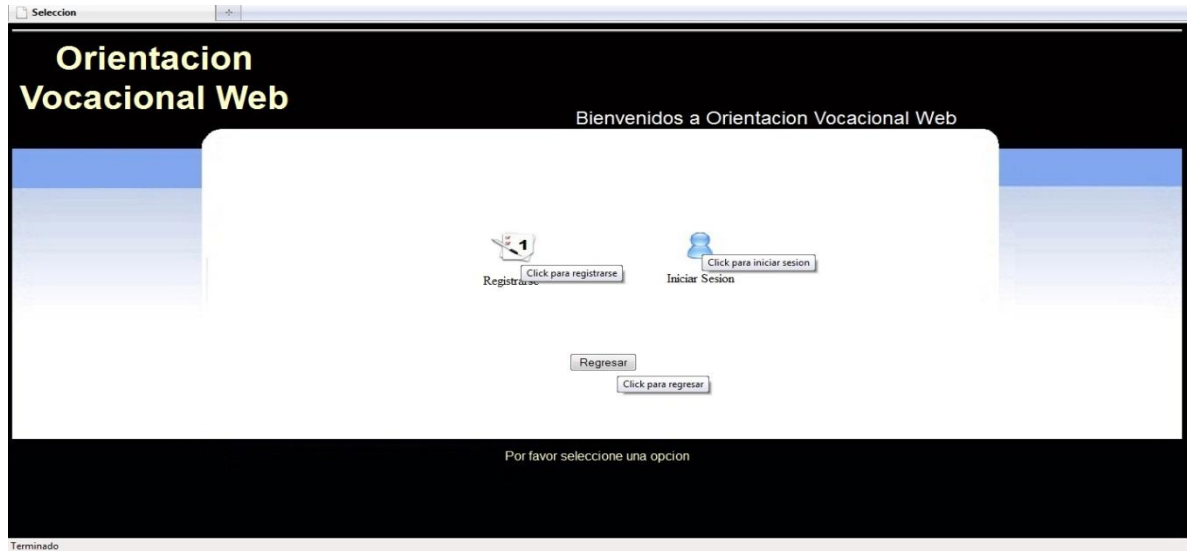 Seleccion
Orientacion
Vocacional Web
Bienvenidos a Orientacion Vocacional Web
1
Click para registrarse
Registrarse
Click para iniciar sesion
Iniciar Sesion
Regresar
Click para regresar
Por favor seleccione una opcion
Terminado